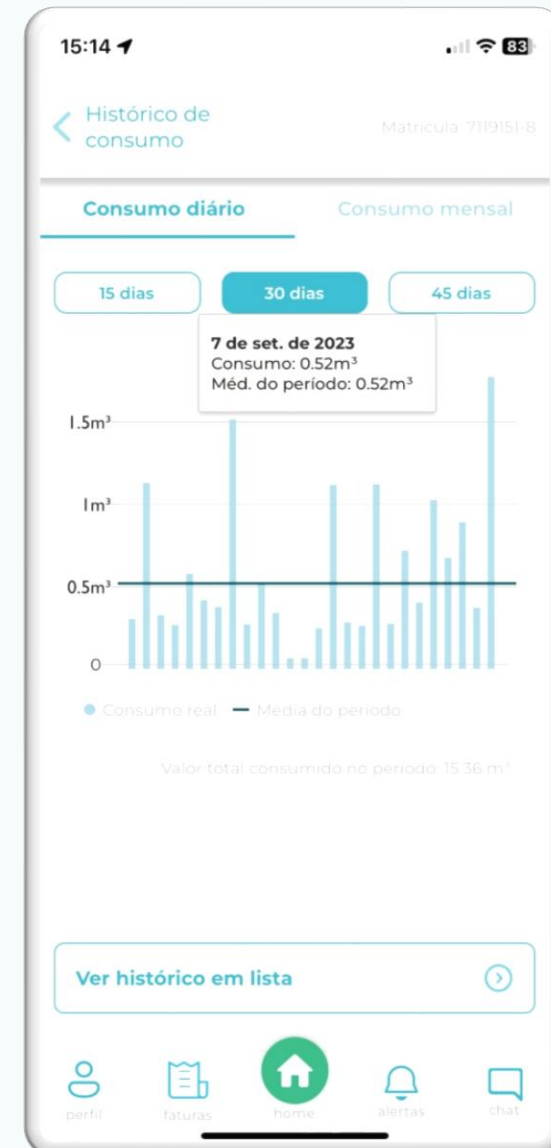 15:14
83
Histórico de
consumo
Matrícula: 7119151-8
Consumo diário
Consumo mensal
15 dias
30 dias
45 dias
7 de set. de 2023
Consumo: 0.52m³
Méd. do período: 0.52m³
1.5m³
1m³
0.5m³
0
Consumo real
Média do período
Valor total consumido no período: 15.36 m³
Ver histórico em lista
perfil
faturas
home
alertas
chat